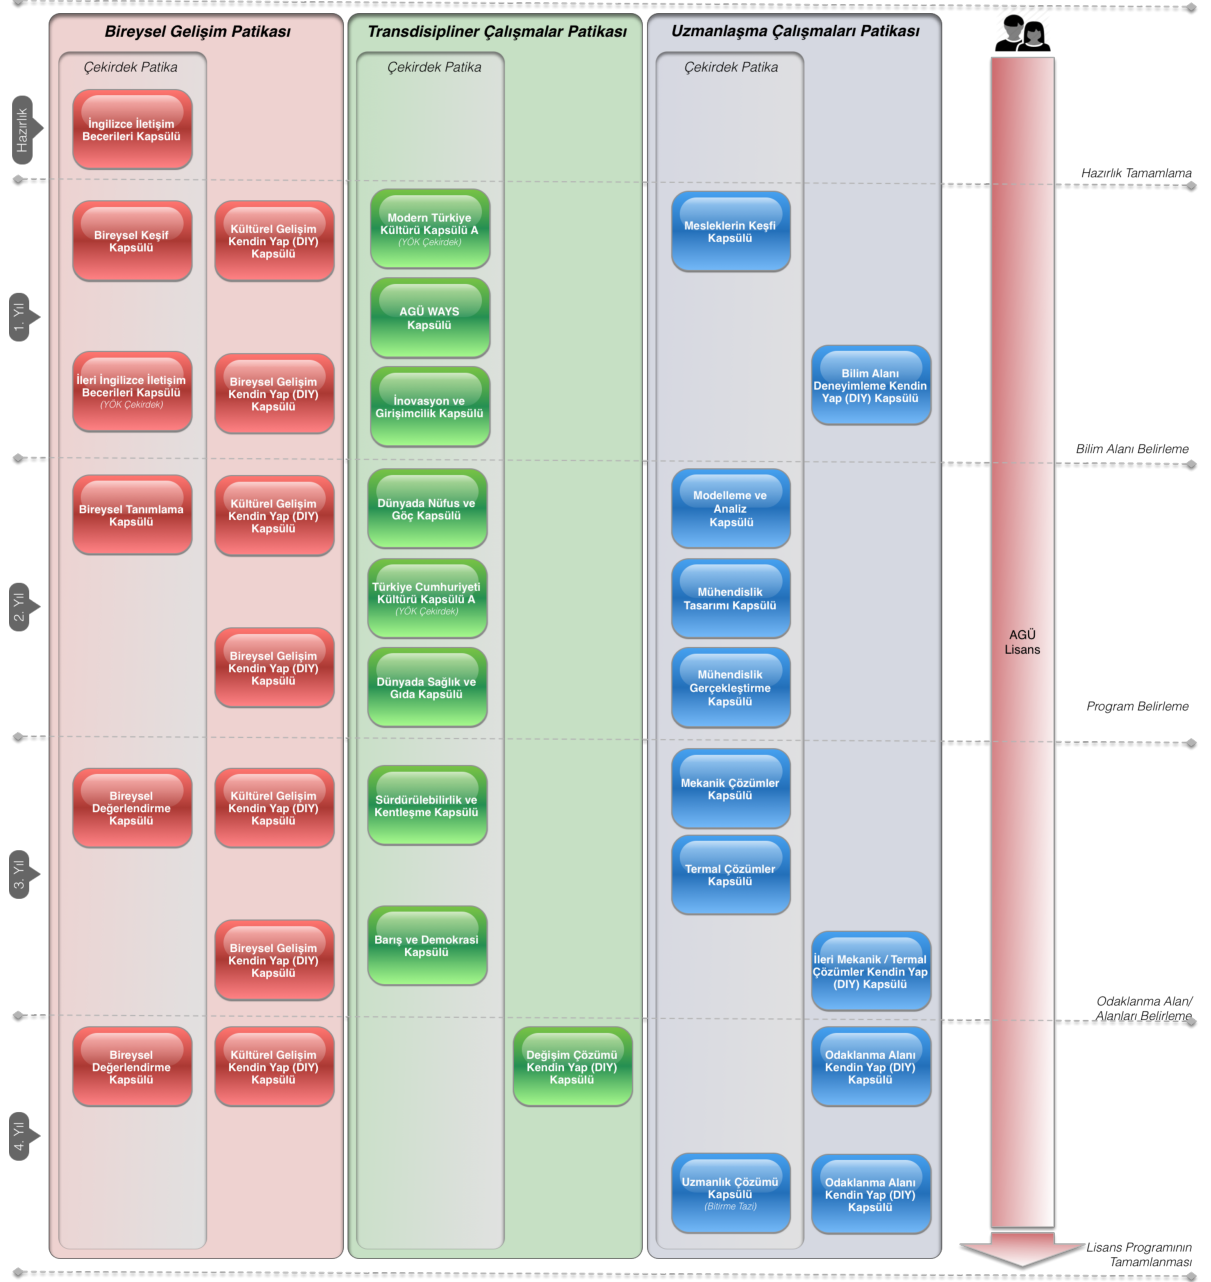 Bireysel Gelişim Patikası
Transdisipliner Çalışmalar Patikası
Uzmanlaşma Çalışmaları Patikası
Çekirdek Patika
Çekirdek Patika
Çekirdek Patika
Hazırlık
İngilizce İletişim
Becerileri Kapsülü
Hazırlık Tamamlama
1. Yıl
Bireysel Keşif
Kapsülü
Kültürel Gelişim
Kendin Yap (DIY)
Kapsülü
Modern Türkiye
Kültürü Kapsülü A
(YÖK Çekirdek)
Mesleklerin Keşfi
Kapsülü
AGÜ WAYS
Kapsülü
İleri İngilizce İletişim
Becerileri Kapsülü
(YÖK Çekirdek)
Bireysel Gelişim
Kendin Yap (DIY)
Kapsülü
İnovasyon ve
Girişimcilik Kapsülü
Bilim Alanı
Deneyimleme Kendin
Yap (DIY) Kapsülü
Bilim Alanı Belirleme
2. Yıl
Bireysel Tanımlama
Kapsülü
Kültürel Gelişim
Kendin Yap (DIY)
Kapsülü
Dünyada Nüfus ve
Göç Kapsülü
Modelleme ve
Analiz
Kapsülü
Türkiye Cumhuriyeti
Kültürü Kapsülü A
(YÖK Çekirdek)
Mühendislik
Tasarımı Kapsülü
Bireysel Gelişim
Kendin Yap (DIY)
Kapsülü
Dünyada Sağlık ve
Gıda Kapsülü
Mühendislik
Gerçekleştirme
Kapsülü
AGÜ
Lisans
Program Belirleme
3. Yıl
Bireysel
Değerlendirme
Kapsülü
Kültürel Gelişim
Kendin Yap (DIY)
Kapsülü
Sürdürülebilirlik ve
Kentleşme Kapsülü
Mekanik Çözümler
Kapsülü
Termal Çözümler
Kapsülü
Bireysel Gelişim
Kendin Yap (DIY)
Kapsülü
Barış ve Demokrasi
Kapsülü
İleri Mekanik / Termal
Çözümler Kendin Yap
(DIY) Kapsülü
Odaklanma Alan/
Alanları Belirleme
4. Yıl
Bireysel
Değerlendirme
Kapsülü
Kültürel Gelişim
Kendin Yap (DIY)
Kapsülü
Değişim Çözümü
Kendin Yap (DIY)
Kapsülü
Odaklanma Alanı
Kendin Yap (DIY)
Kapsülü
Uzmanlık Çözümü
Kapsülü
(Bitirme Tazi)
Odaklanma Alanı
Kendin Yap (DIY)
Kapsülü
Lisans Programının
Tamamlanması